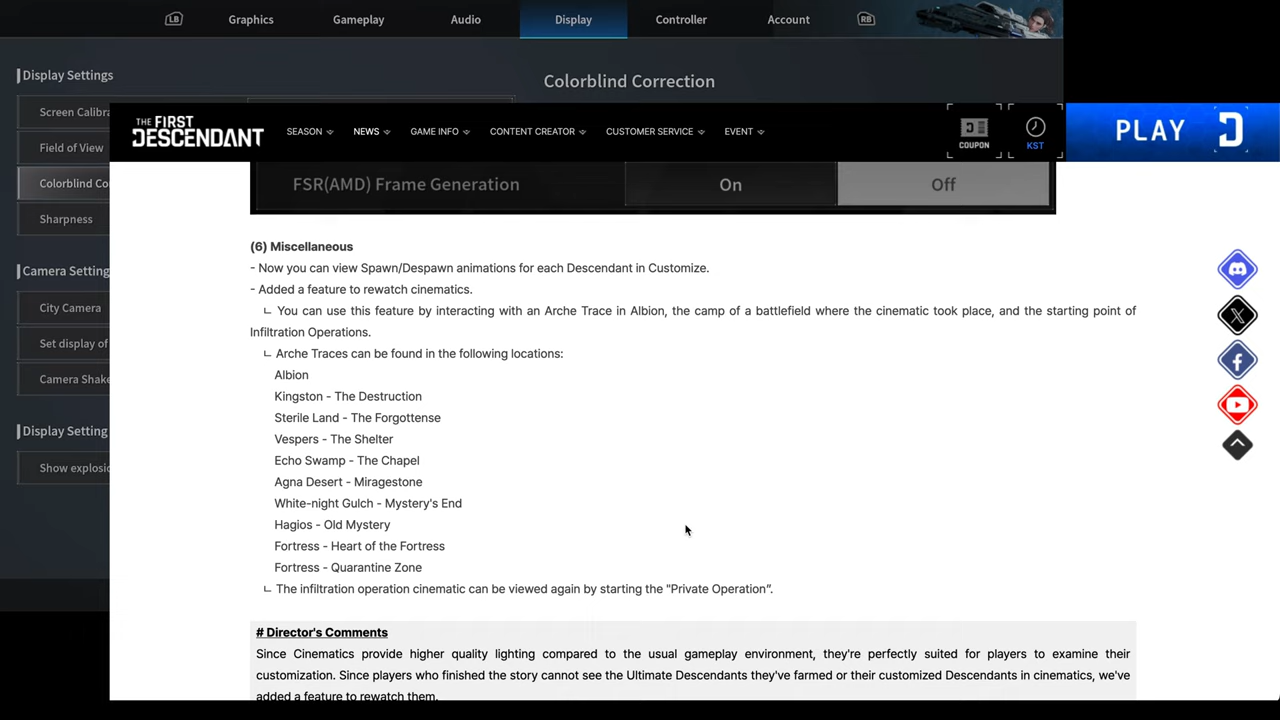 LB
Graphics
Gameplay
Audio
Display
Controller
Account
RB
Display Settings
Colorblind Correction
Screen Calibra
Field of View
Colorblind Co
Sharpness
Camera Setting
City Camera
Set display of
Camera Shake
Display Setting
Show explosio
THE FIRST
DESCENDANT
SEASON
NEWS
GAME INFO
CONTENT CREATOR
CUSTOMER SERVICE
EVENT
COUPON
KST
PLAY
FSR(AMD) Frame Generation
On
Off
(6) Miscellaneous
- Now you can view Spawn/Despawn animations for each Descendant in Customize.
- Added a feature to rewatch cinematics.
ㄴ You can use this feature by interacting with an Arche Trace in Albion, the camp of a battlefield where the cinematic took place, and the starting point of
Infiltration Operations.
ㄴ Arche Traces can be found in the following locations:
Albion
Kingston - The Destruction
Sterile Land - The Forgottense
Vespers - The Shelter
Echo Swamp - The Chapel
Agna Desert - Miragestone
White-night Gulch - Mystery's End
Hagios - Old Mystery
Fortress - Heart of the Fortress
Fortress - Quarantine Zone
ㄴ The infiltration operation cinematic can be viewed again by starting the "Private Operation".
# Director's Comments
Since Cinematics provide higher quality lighting compared to the usual gameplay environment, they're perfectly suited for players to examine their
customization. Since players who finished the story cannot see the Ultimate Descendants they've farmed or their customized Descendants in cinematics, we've
added a feature to rewatch them.